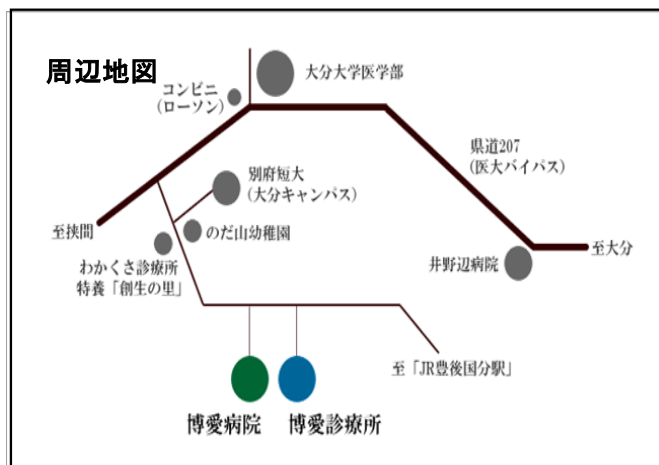 周辺地図
大分大学医学部
コンビニ
(ローソン)
県道207
(医大バイパス)
別府短大
(大分キャンパス)
至挟間
のだ山幼稚園
至大分
わかくさ診療所
特養「創生の里」
井野辺病院
至「JR豊後国分駅」
博愛病院
博愛診療所